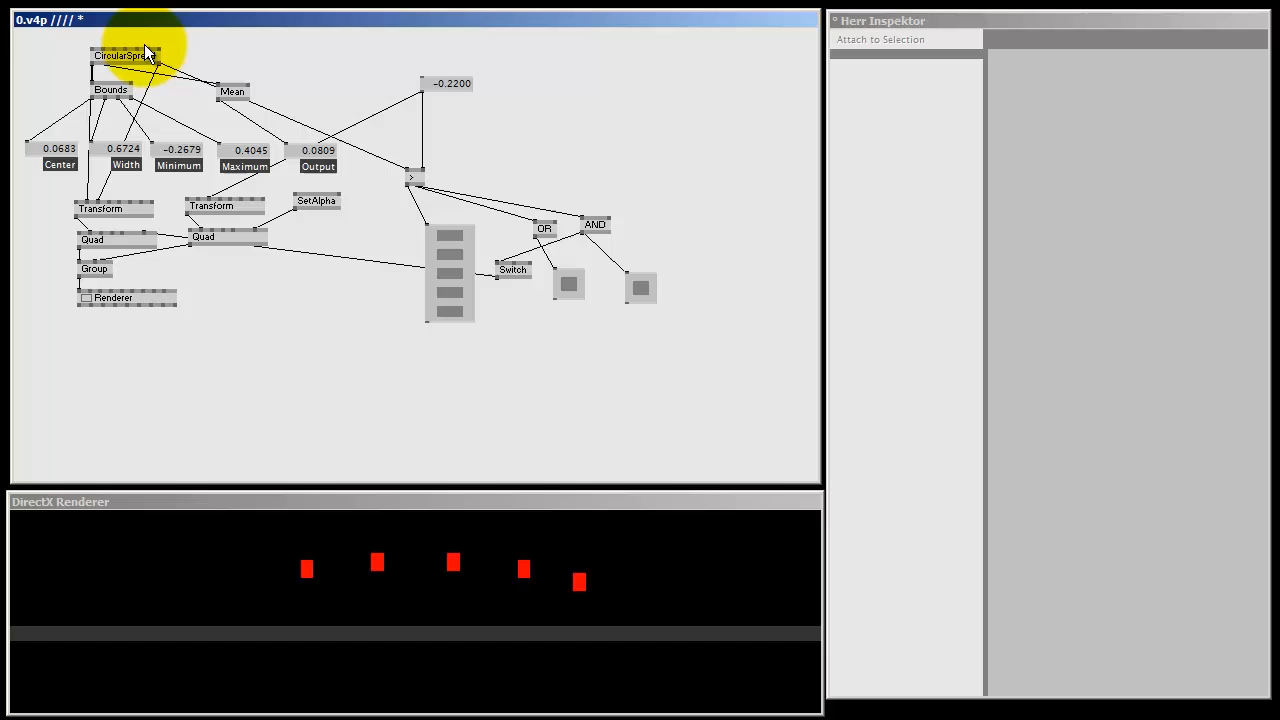 0.v4p //// *
° Herr Inspektor
Attach to Selection
CircularSpre
Bounds
Mean
-0.2200
0.0683
0.6724
-0.2679
0.4045
0.0809
Center
Width
Minimum
Maximum
Output
>
Transform
Transform
SetAlpha
Quad
Quad
OR
AND
Group
Switch
Renderer
DirectX Renderer